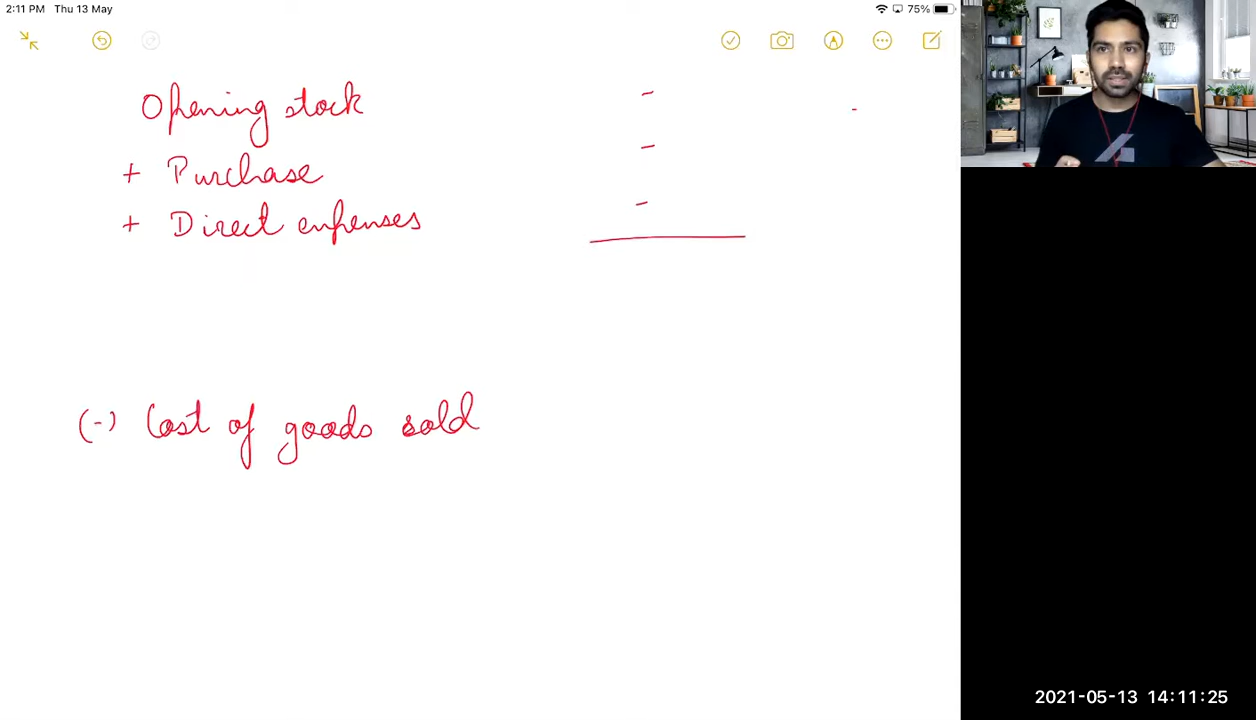 2:11 PM Thu 13 May 75%
Opening stock -
+ Purchase -
+ Direct expenses -
(-) Cost of goods sold
2021-05-13 14:11:25